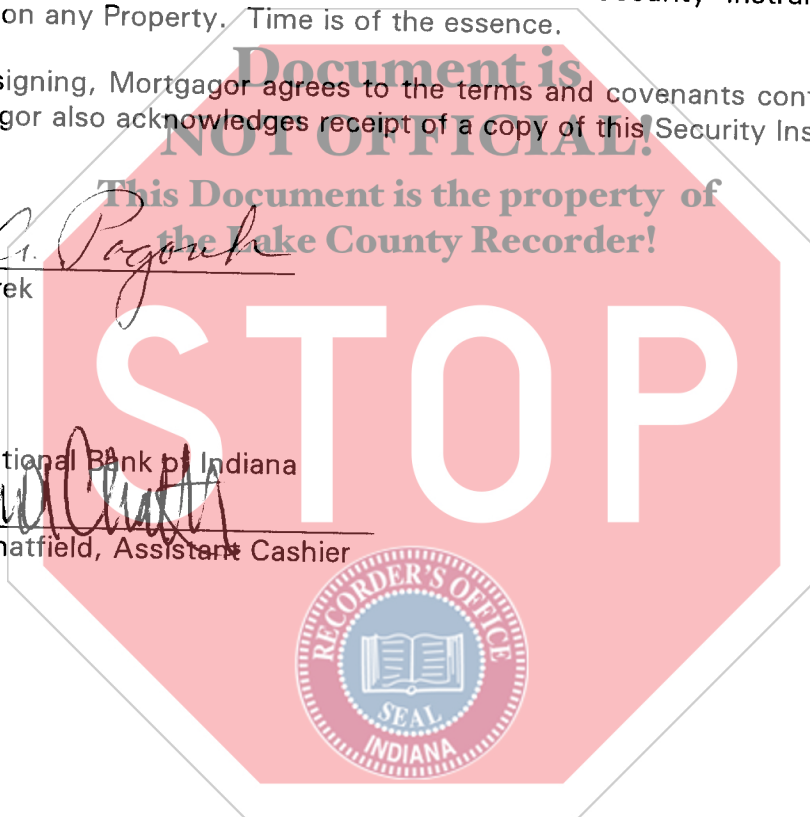 on any Property. Time is of the essence.
Document is
signing, Mortgagor agrees to the terms and covenants
gor also acknowledges receipt of a copy of this Security Ins
NOT OFFICIAL!
This Document is the property of
the Lake County Recorder!
G. Pogorek
rek
STOP
tional Bank of Indiana
hatfield, Assistant Cashier
RECORDER'S OFFICE
SEAL
INDIANA